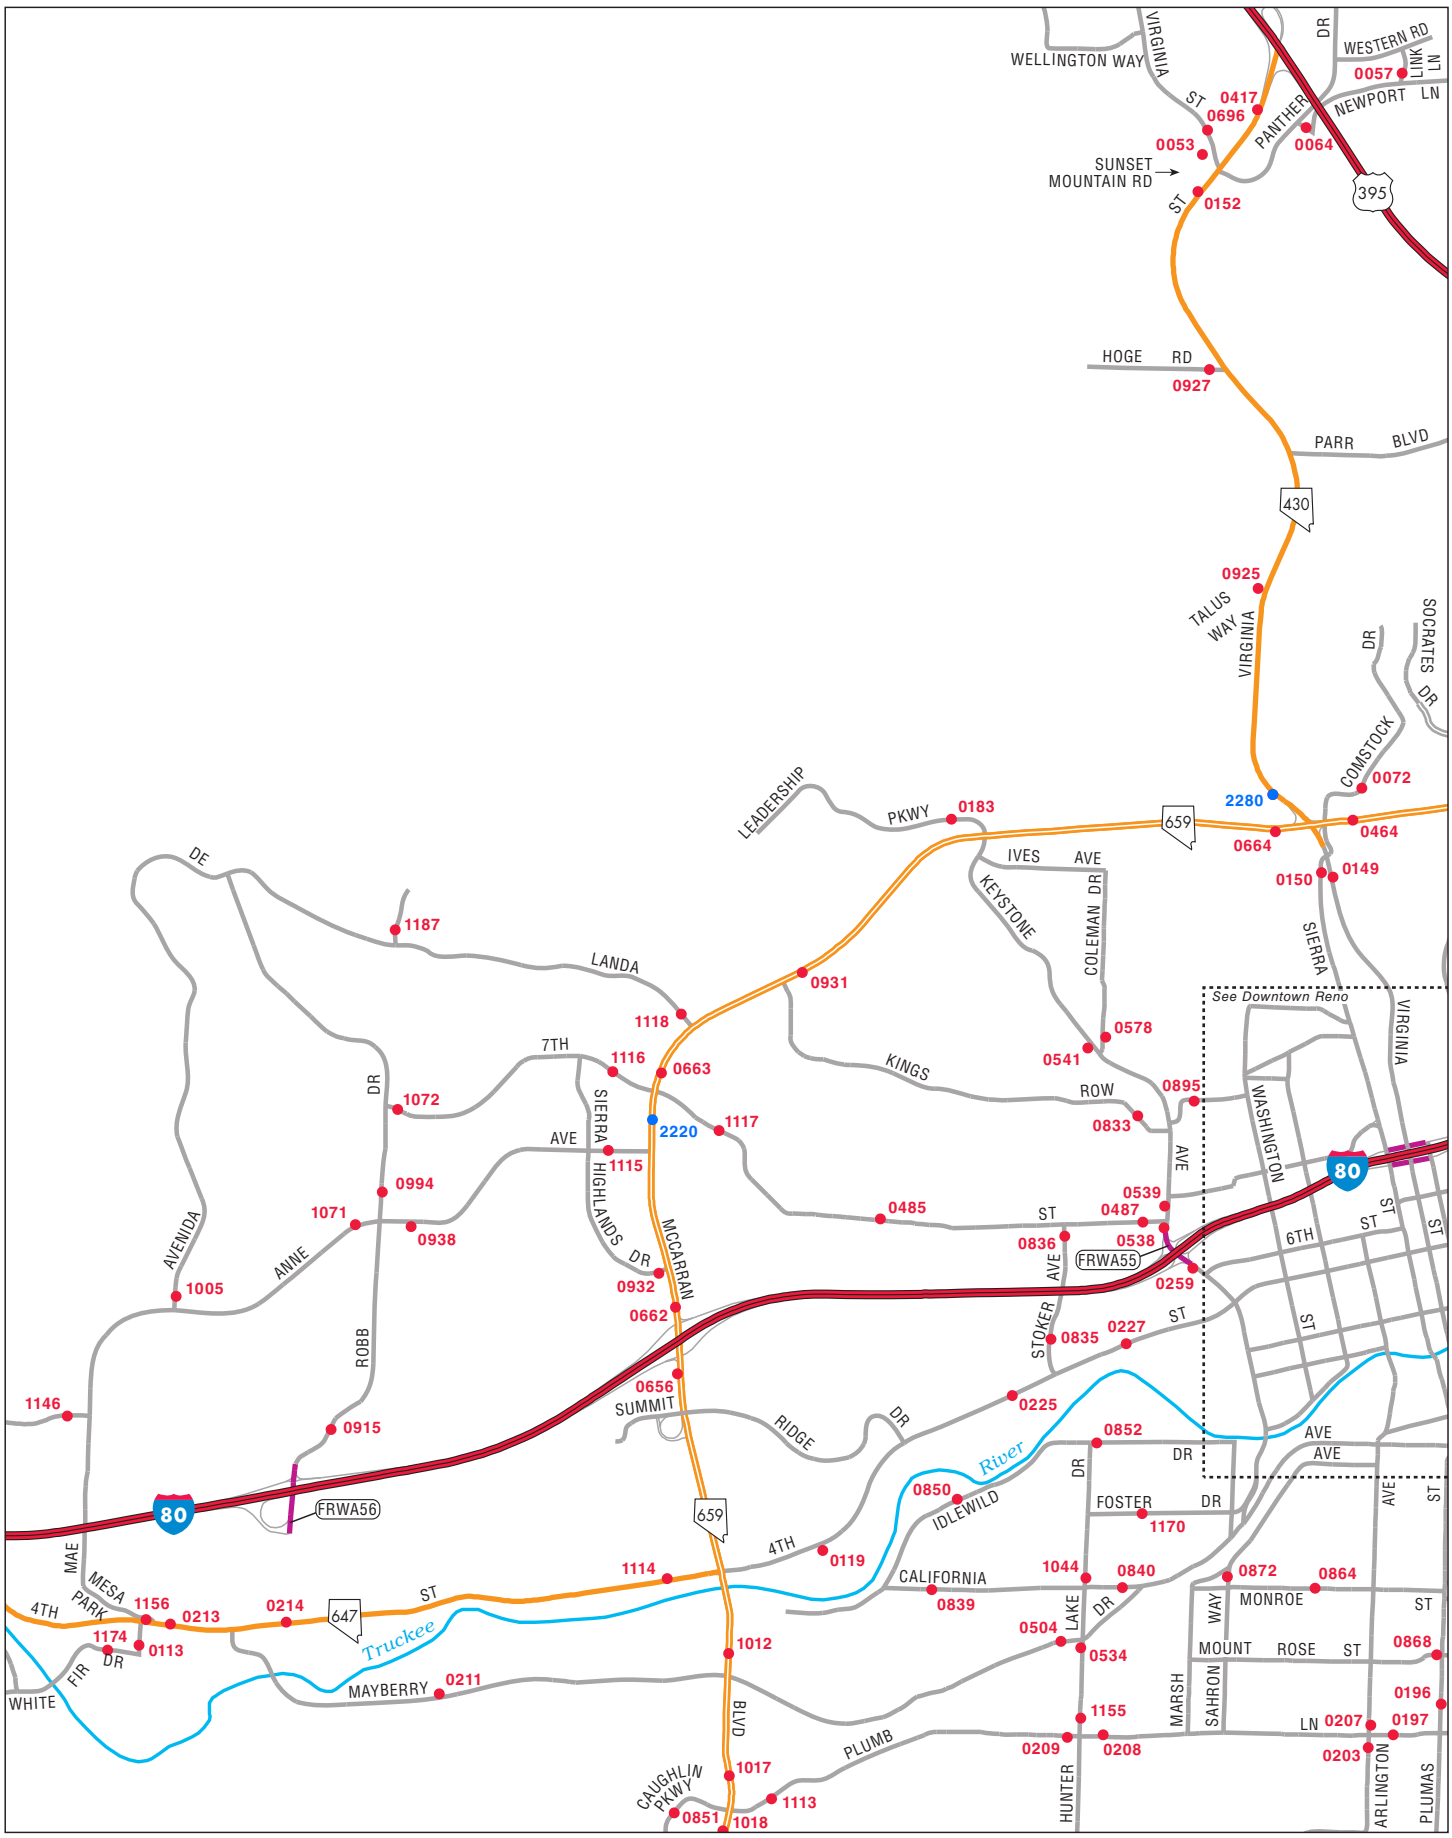 VIRGINIA
ST
DR
WESTERN RD
WELLINGTON WAY
LINK
LN
0057
0417
0696
PANTHER
NEWPORT LN
0053
0064
SUNSET
MOUNTAIN RD
395
ST
0152
HOGE RD
0927
PARR BLVD
430
0925
TALUS
WAY
VIRGINIA
DR
SOCRATES
DR
COMSTOCK
0072
2280
LEADERSHIP
PKWY
0183
659
0664
0464
IVES AVE
0150
0149
DE
KEYSTONE
COLEMAN DR
1187
SIERRA
LANDA
0931
See Downtown Reno
VIRGINIA
1118
0578
7TH
0541
1116
0663
KINGS
ROW
0895
DR
1072
SIERRA
2220
1117
0833
WASHINGTON
AVE
1115
AVE
80
HIGHLANDS
0994
0539
1071
0938
0485
ST
0487
ST
ST
ST
AVENDA
MCCARRAN
0836
0538
6TH
ANNE
DR
AVE
FRWA55
1005
0932
0259
0662
ST
ST
ROBB
STOKER
0835
0227
0656
1146
SUMMIT
RIDGE
DR
0225
0915
0852
AVE
AVE
River
DR
DR
0850
IDLEWILD
FOSTER DR
AVE
ST
80
FRWA56
659
1170
MAE
4TH
0119
1114
1044
0840
0872
0864
MESA
CALIFORNIA
PARK
ST
0839
LAKE
DR
WAY
MONROE
ST
4TH
1156
0213
0214
647
Truckee
0504
0534
1174
0113
1012
MOUNT ROSE ST
0868
FIR
DR
WHITE
MAYBERRY
0211
MARSH
SAHRON
0196
BLVD
1155
LN
0207
0197
PLUMB
0209
0208
0203
CAUGHLIN
PKWY
1017
1113
HUNTER
ARLINGTON
PLUMAS
0851
1018